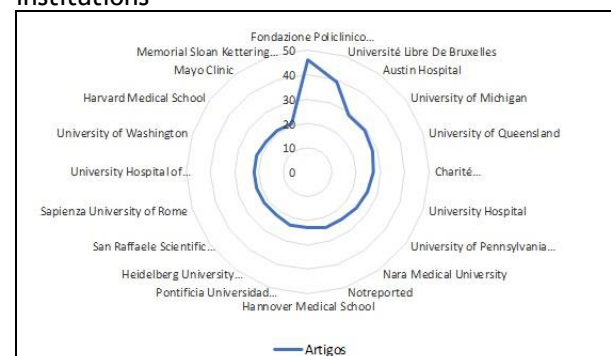 Institutions
Fondazione Policlinico...
Memorial Sloan Kettering...
Université Libre De Bruxelles
Mayo Clinic
Austin Hospital
Harvard Medical School
University of Michigan
University of Washington
University of Queensland
University Hospital of...
Charité...
Sapienza University of Rome
University Hospital
San Raffaele Scientific...
University of Pennsylvania...
Heidelberg University...
Nara Medical University
Pontificia Universidad...
Notreported
Hannover Medical School
50
40
30
20
10
0
Artigos